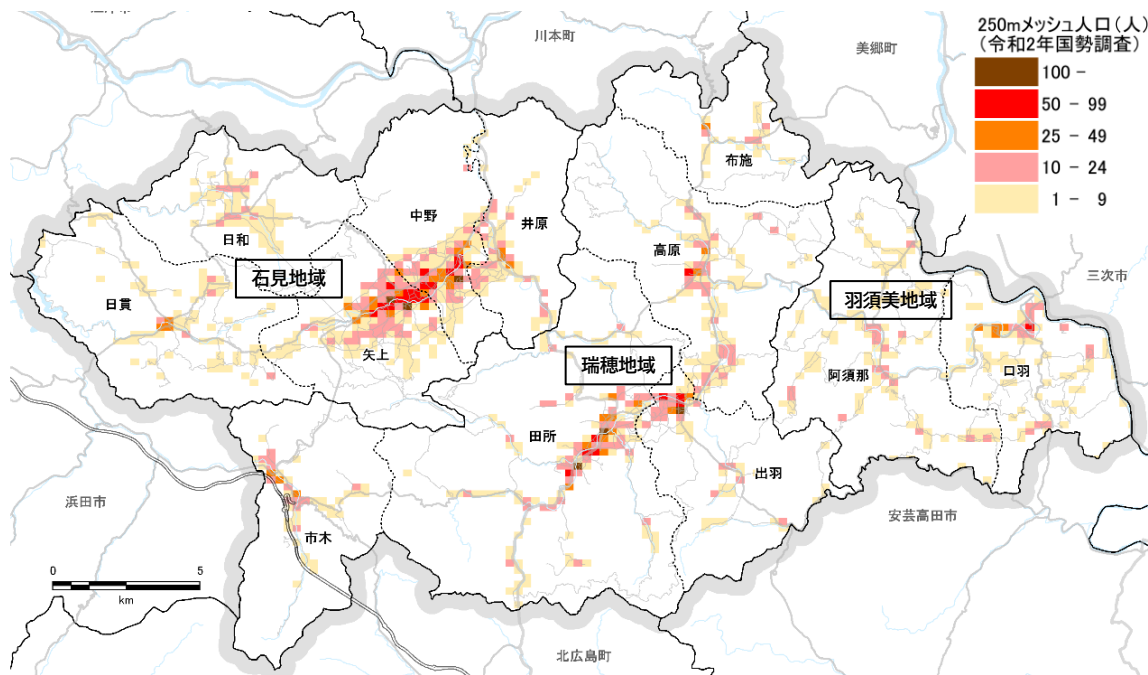 250mメッシュ人口(人)
(令和2年国勢調査)
100 -
50 - 99
25 - 49
10 - 24
1 - 9
川本町
美郷町
布施
中野
井原
日和
高原
石見地域
羽須美地域
三次市
日貫
矢上
瑞穂地域
阿須那
口羽
田所
出羽
浜田市
市木
安芸高田市
0 5
km
北広島町